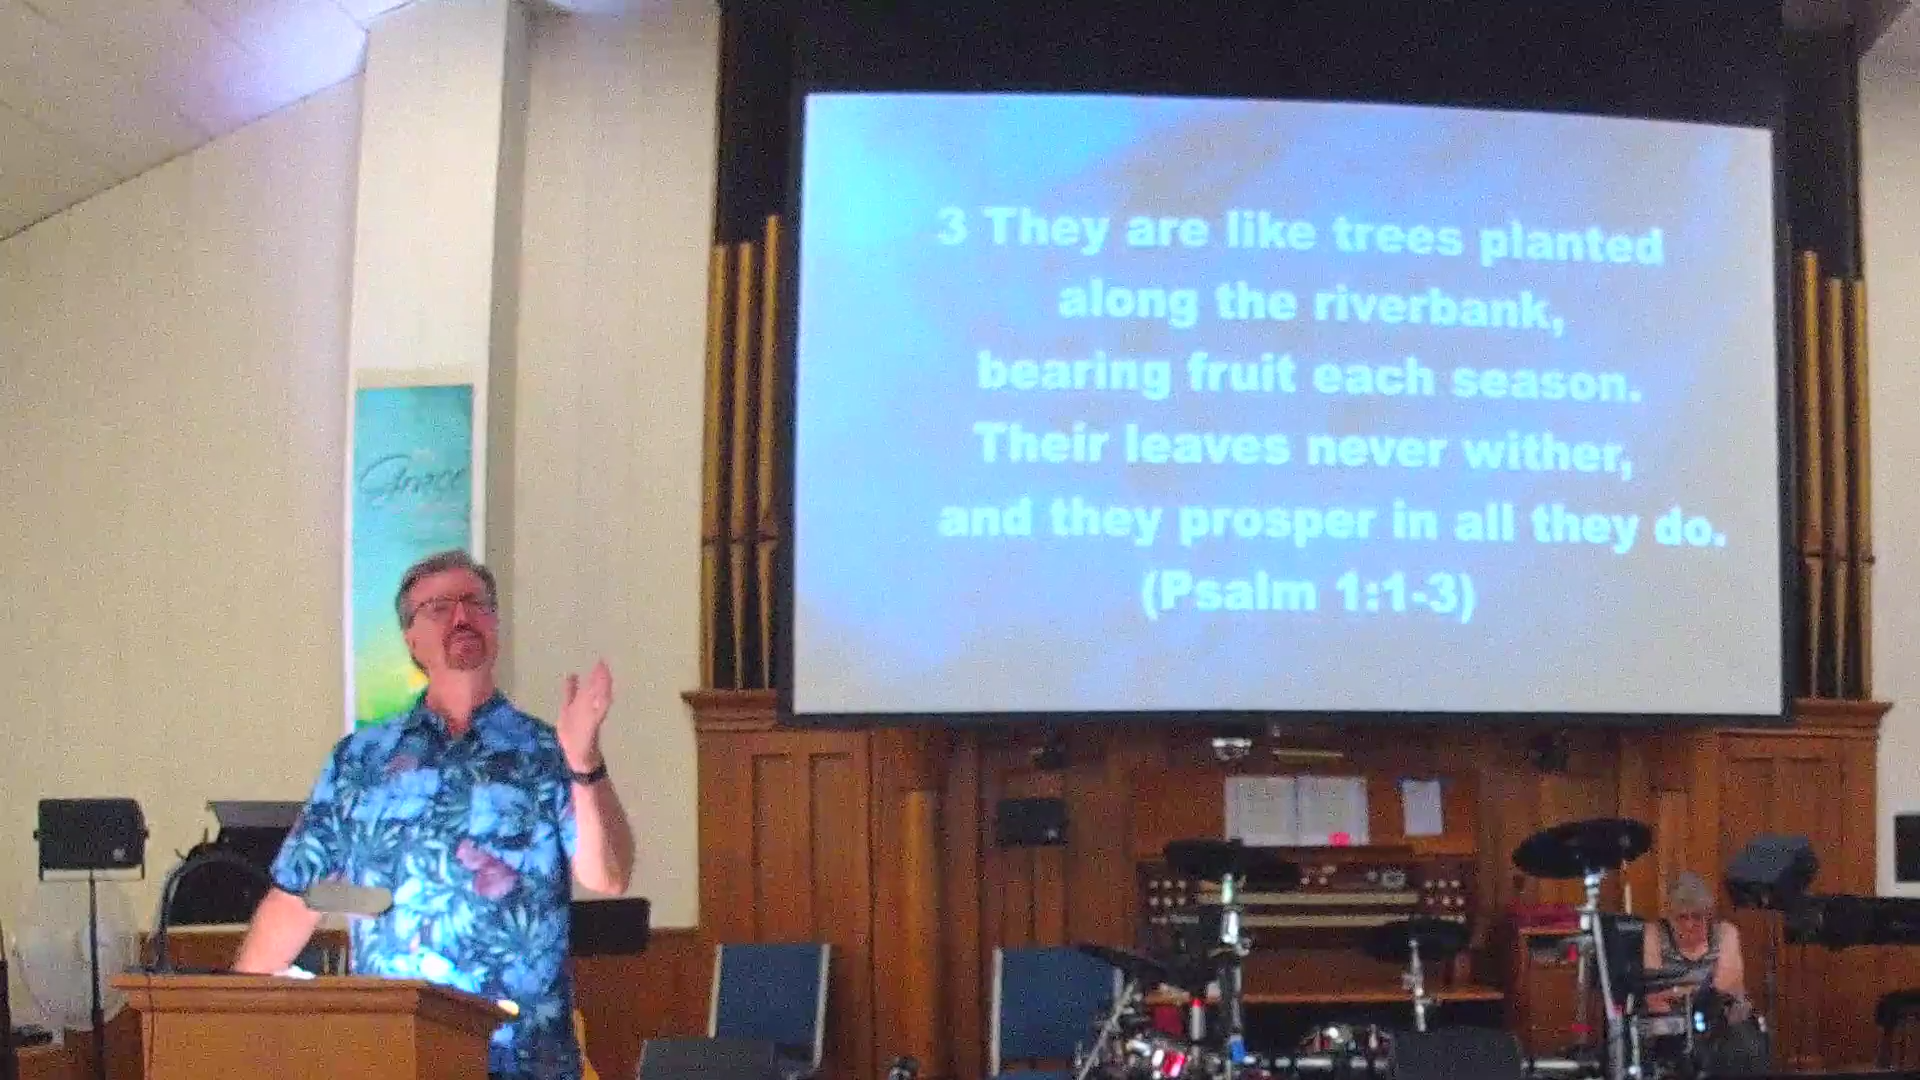 3 They are like trees planted
along the riverbank,
bearing fruit each season.
Their leaves never wither,
and they prosper in all they do.
(Psalm 1:1-3)
Grace